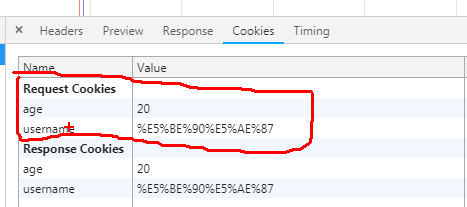 × Headers Preview Response Cookies Timing
Name Value
Request Cookies
age 20
username %E5%BE%90%E5%AE%87
Response Cookies
age 20
username %E5%BE%90%E5%AE%87